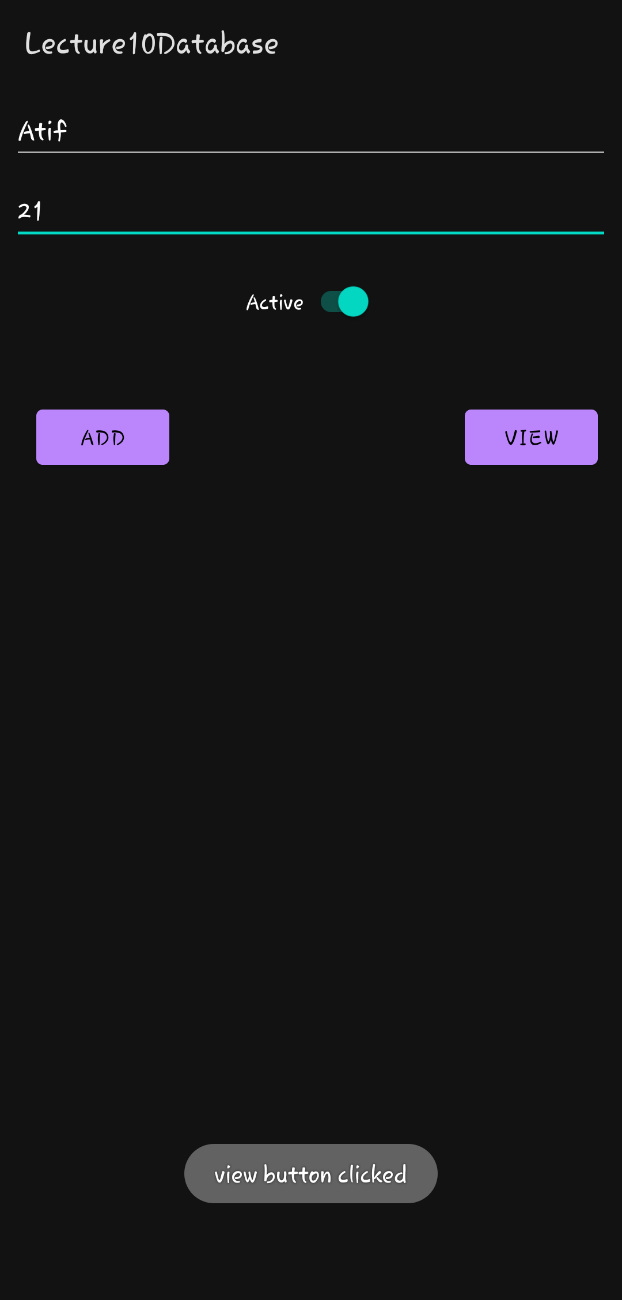 Lecture10Database
Atif
21
Active
ADD
VIEW
view button clicked